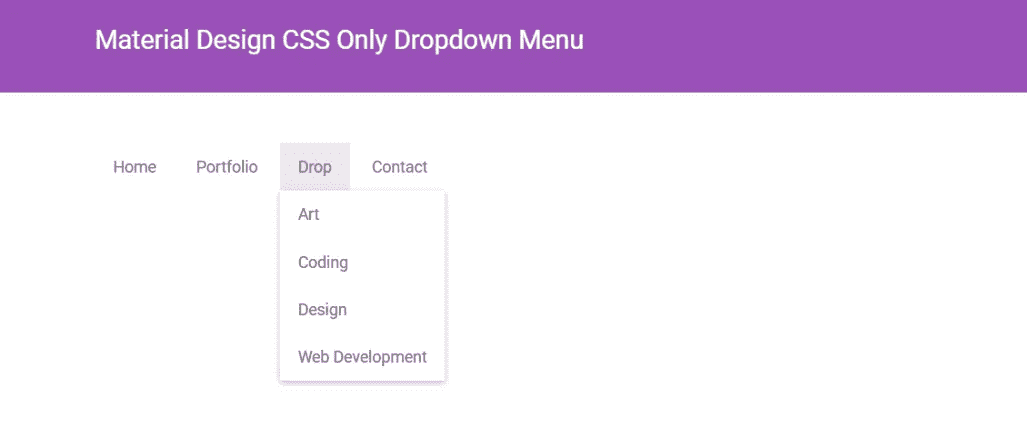 Material Design CSS Only Dropdown Menu
Home Portfolio Drop Contact
Art
Coding
Design
Web Development